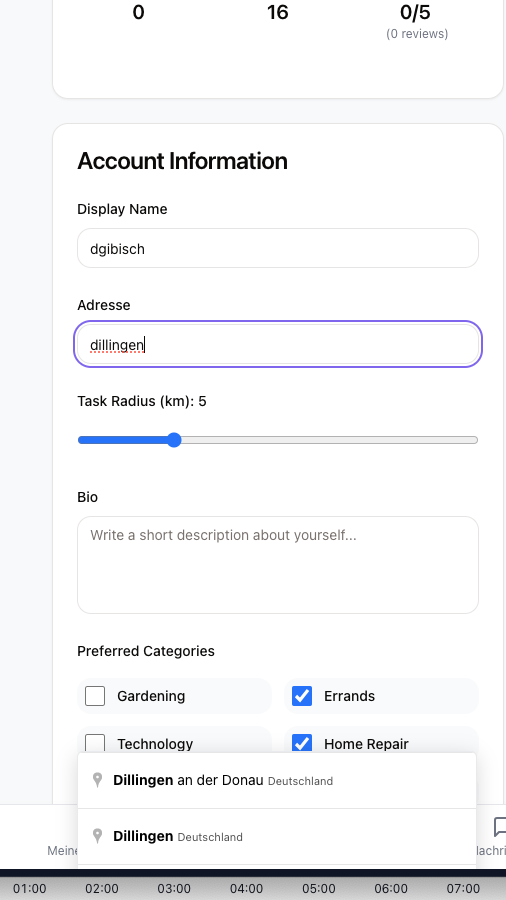 0 16 0/5
(0 reviews)
Account Information
Display Name
dgibisch
Adresse
dillingen
Task Radius (km): 5
Bio
Write a short description about yourself...
Preferred Categories
Gardening Errands
Technology Home Repair
Dillingen an der Donau Deutschland
Dillingen Deutschland
01:00 02:00 03:00 04:00 05:00 06:00 07:00